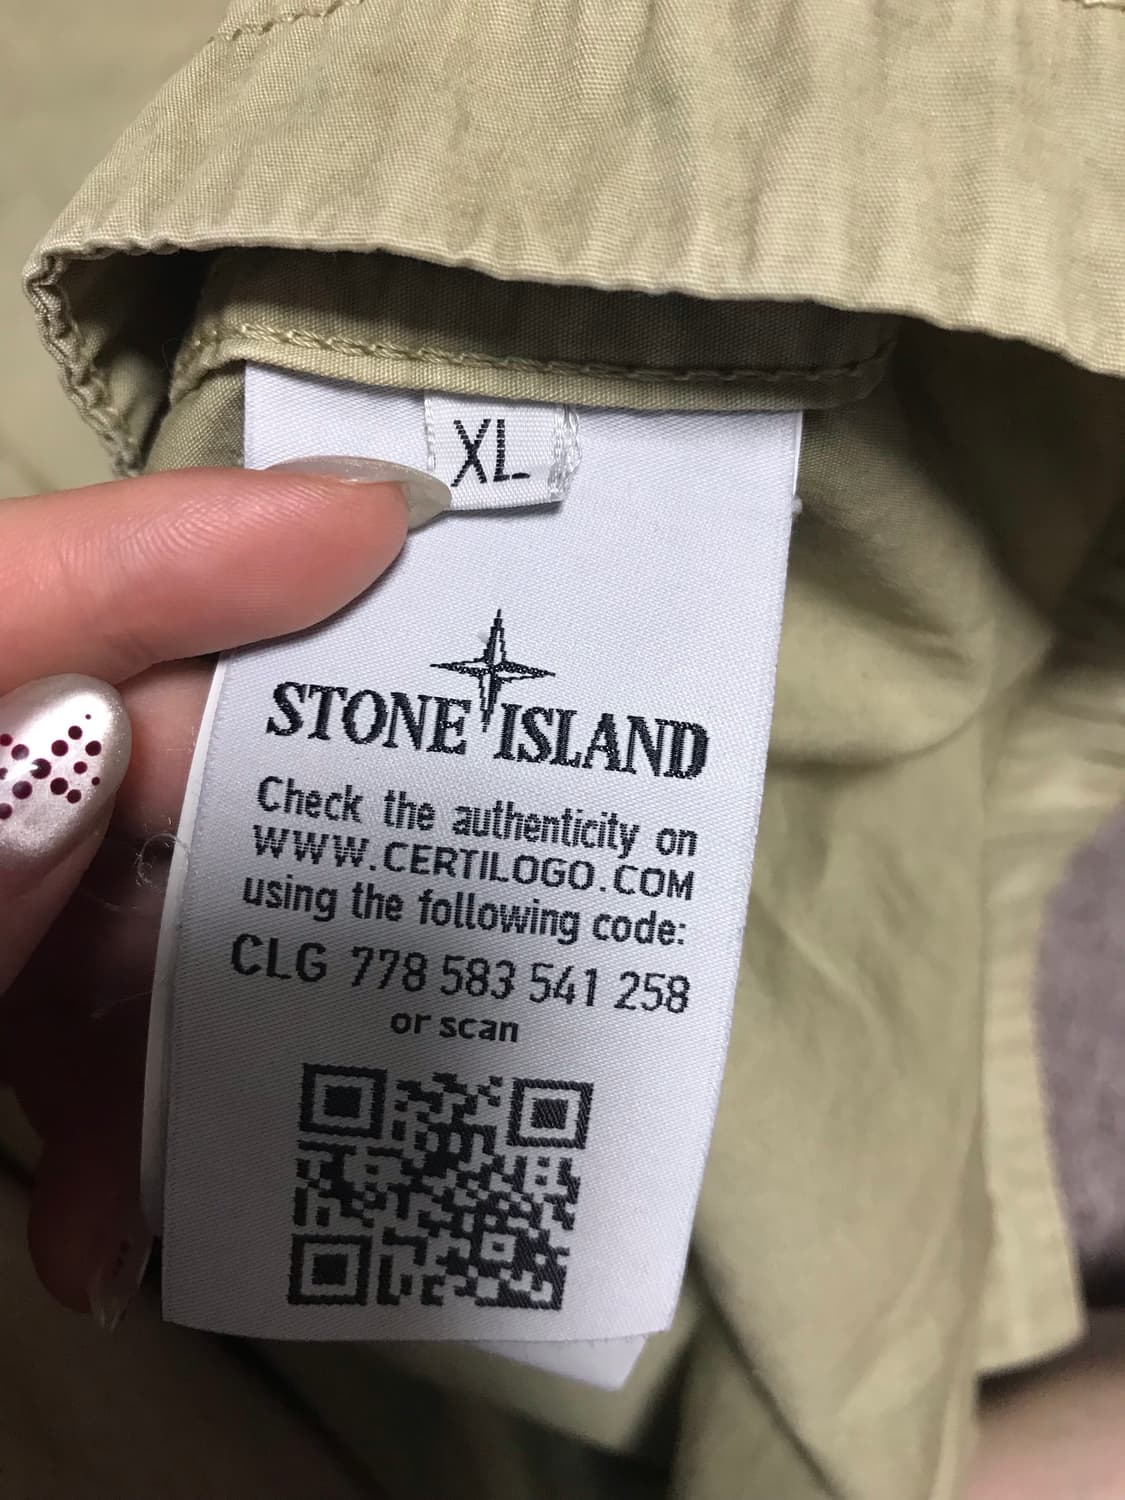 XL
STONE ISLAND
Check the authenticity on
WWW.CERTILOGO.COM
using the following code:
CLG 778 583 541 258
or scan